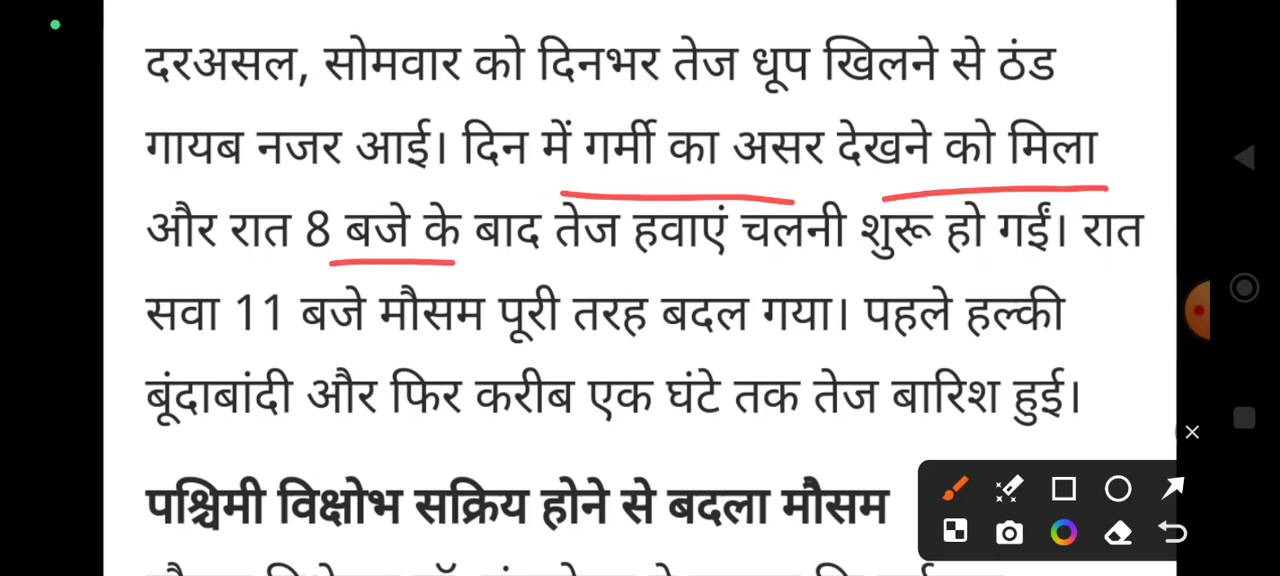 दरअसल, सोमवार को दिनभर तेज धूप खिलने से ठंड
गायब नजर आई। दिन में गर्मी का असर देखने को मिला
और रात 8 बजे के बाद तेज हवाएं चलनी शुरू हो गईं। रात
सवा 11 बजे मौसम पूरी तरह बदल गया। पहले हल्की
बूंदाबांदी और फिर करीब एक घंटे तक तेज बारिश हुई।
पश्चिमी विक्षोभ सक्रिय होने से बदला मौसम